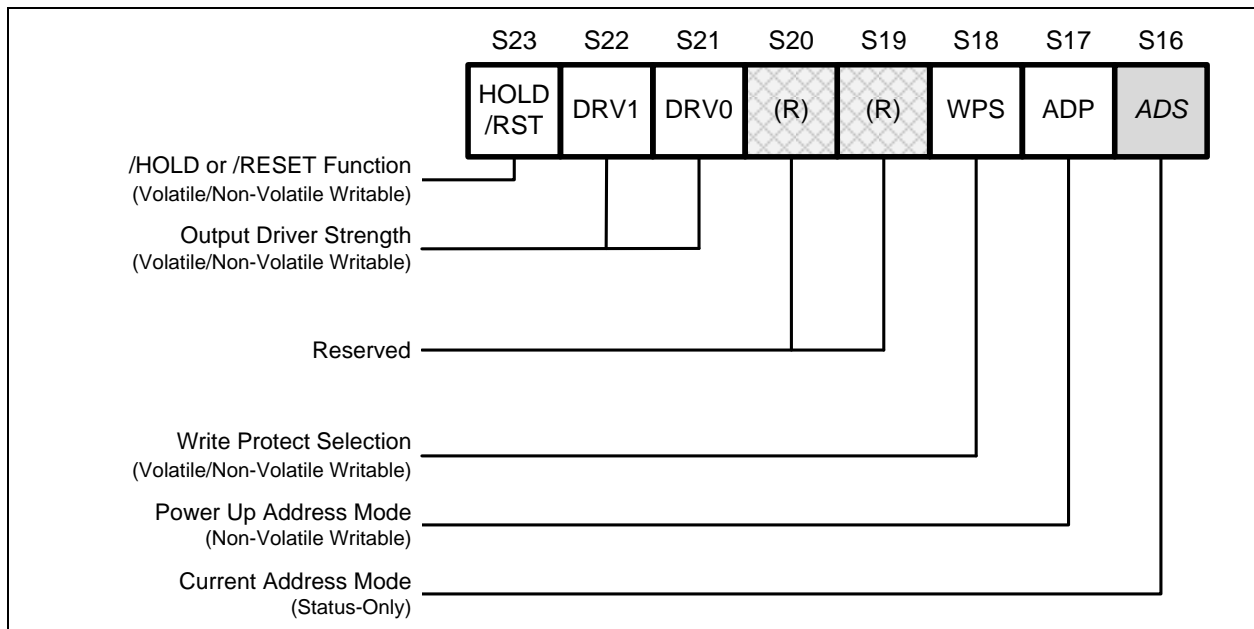 S23 S22 S21 S20 S19 S18 S17 S16
HOLD
/RST DRV1 DRV0 (R) (R) WPS ADP ADS
/HOLD or /RESET Function
(Volatile/Non-Volatile Writable)
Output Driver Strength
(Volatile/Non-Volatile Writable)
Reserved
Write Protect Selection
(Volatile/Non-Volatile Writable)
Power Up Address Mode
(Non-Volatile Writable)
Current Address Mode
(Status-Only)